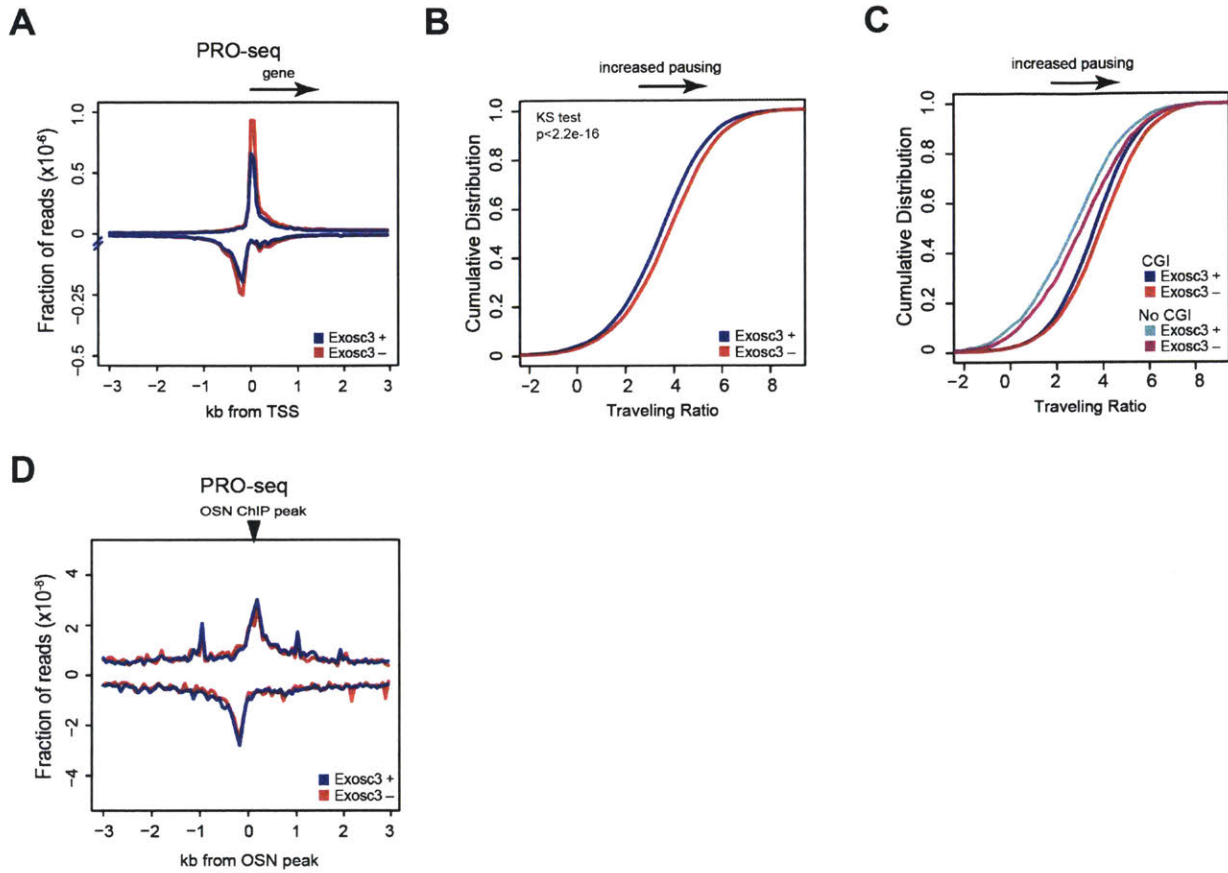 A
PRO-seq
gene
Fraction of reads (x10⁻⁶)
1.0
0.5
0
-0.25
-0.5
−3 −2 −1 0 1 2 3
kb from TSS
Exosc3 +
Exosc3 −
B
increased pausing
KS test
p<2.2e-16
Cumulative Distribution
1.0
0.8
0.6
0.4
0.2
0
−2 0 2 4 6 8
Traveling Ratio
Exosc3 +
Exosc3 −
C
increased pausing
Cumulative Distribution
1.0
0.8
0.6
0.4
0.2
0
−2 0 2 4 6 8
Traveling Ratio
CGI
Exosc3 +
Exosc3 −
No CGI
Exosc3 +
Exosc3 −
D
PRO-seq
OSN ChIP peak
Fraction of reads (x10⁻⁸)
4
2
0
−2
−4
−3 −2 −1 0 1 2 3
kb from OSN peak
Exosc3 +
Exosc3 −